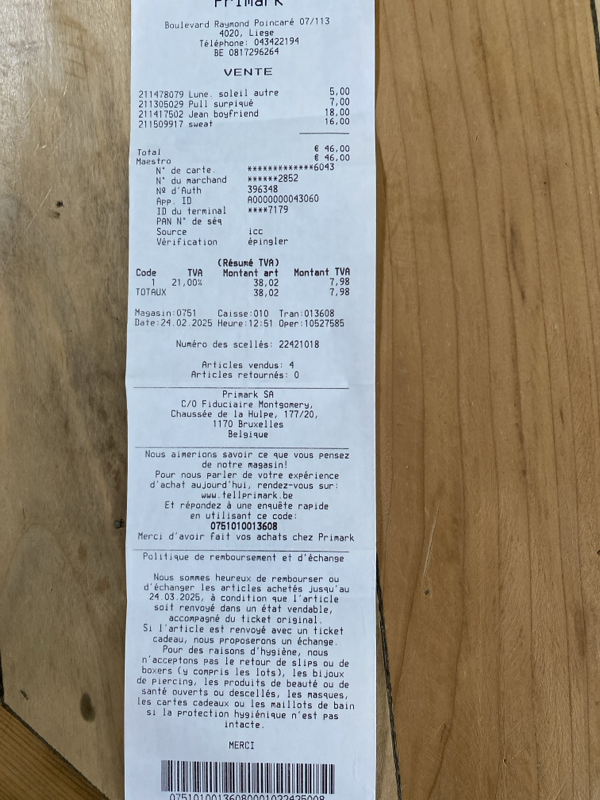 Primark
Boulevard Raymond Poincaré 07/113
4020, Liege
Téléphone: 043422194
BE 0817296264
VENTE
211478079 Lune. soleil autre 5,00
211305029 Pull surpiqué 7,00
211417502 Jean boyfriend 18,00
211509917 sweat 16,00
Total € 46,00
Maestro € 46,00
N° de carte. *************6043
N° du marchand ******2852
Nº d'Auth 396348
App. ID A0000000043060
ID du terminal ****7179
PAN N° de séq
Source icc
Vérification épingler
(Résumé TVA)
Code TVA Montant art Montant TVA
1 21,00% 38,02 7,98
TOTAUX 38,02 7,98
Magasin:0751 Caisse:010 Tran:013608
Date:24.02.2025 Heure:12:51 Oper:10527585
Numéro des scellés: 22421018
Articles vendus: 4
Articles retournés: 0
Primark SA
C/O Fiduciaire Montgomery,
Chaussée de la Hulpe, 177/20,
1170 Bruxelles
Belgique
Nous aimerions savoir ce que vous pensez
de notre magasin!
Pour nous parler de votre expérience
d'achat aujourd'hui, rendez-vous sur:
www.tellprimark.be
Et répondez à une enquête rapide
en utilisant ce code:
0751010013608
Merci d'avoir fait vos achats chez Primark
Politique de remboursement et d'échange
Nous sommes heureux de rembourser ou
d'échanger les articles achetés jusqu'au
24.03.2025, à condition que l'article
soit renvoyé dans un état vendable,
accompagné du ticket original.
Si l'article est renvoyé avec un ticket
cadeau, nous proposerons un échange.
Pour des raisons d'hygiène, nous
n'acceptons pas le retour de slips ou de
boxers (y compris les lots), les bijoux
de piercing, les produits de beauté ou de
santé ouverts ou descellés, les masques,
les cartes cadeaux ou les maillots de bain
si la protection hygiénique n'est pas
intacte.
MERCI